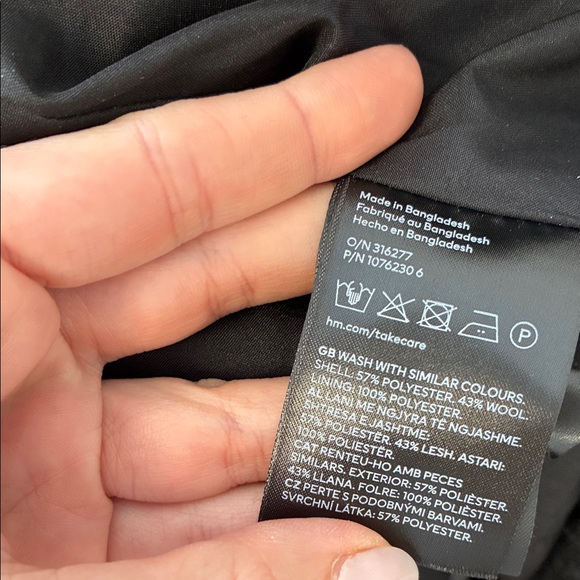 Made in Bangladesh
Fabriqué au Bangladesh
Hecho en Bangladesh
O/N 316277
P/N 1076230 6
P
hm.com/takecare
GB WASH WITH SIMILAR COLOURS.
SHELL: 57% POLYESTER. 43% WOOL.
LINING: 100% POLYESTER.
AL LANI ME NGJYRA TË NGJASHME.
SHTRESA E JASHTME:
57% POLIESTËR. 43% LESH. ASTARI:
100% POLIESTËR.
CAT RENTEU-HO AMB PECES
SIMILARS. EXTERIOR: 57% POLIÈSTER.
43% LLANA. FOLRE: 100% POLIÈSTER.
CZ PERTE S PODOBNÝMI BARVAMI.
SVRCHNÍ LÁTKA: 57% POLYESTER.